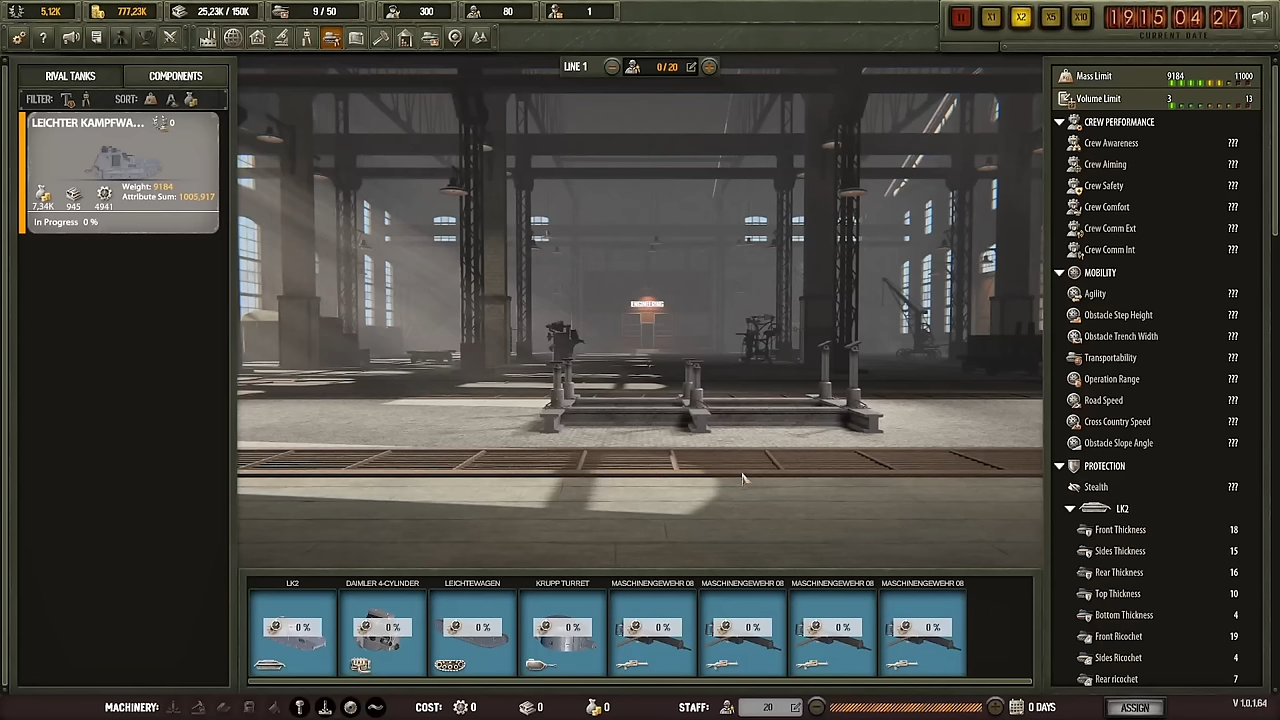 5,12K 777,23K 25,23K / 150K 9 / 50 300 80 1
X1 X2 X5 X10 1915 04 27
CURRENT DATE
RIVAL TANKS COMPONENTS
FILTER: SORT:
LEICHTER KAMPFWA... 0
7,34K 945 4941
Weight: 9184
Attribute Sum: 1005,917
In Progress 0 %
LINE 1 0 / 20
ENGINEERING
Mass Limit 9184 11000
Volume Limit 3 13
CREW PERFORMANCE
Crew Awareness ???
Crew Aiming ???
Crew Safety ???
Crew Comfort ???
Crew Comm Ext ???
Crew Comm Int ???
MOBILITY
Agility ???
Obstacle Step Height ???
Obstacle Trench Width ???
Transportability ???
Operation Range ???
Road Speed ???
Cross Country Speed ???
Obstacle Slope Angle ???
PROTECTION
Stealth ???
LK2
Front Thickness 18
Sides Thickness 15
Rear Thickness 16
Top Thickness 10
Bottom Thickness 4
Front Ricochet 19
Sides Ricochet 4
Rear ricochet 7
LK2 DAIMLER 4-CYLINDER LEICHTEWAGEN KRUPP TURRET MASCHINENGEWEHR 08 MASCHINENGEWEHR 08 MASCHINENGEWEHR 08 MASCHINENGEWEHR 08
0 % 0 % 0 % 0 % 0 % 0 % 0 % 0 %
MACHINERY: COST: 0 0 0 STAFF: 20 0 DAYS ASSIGN V 1.0.1.64